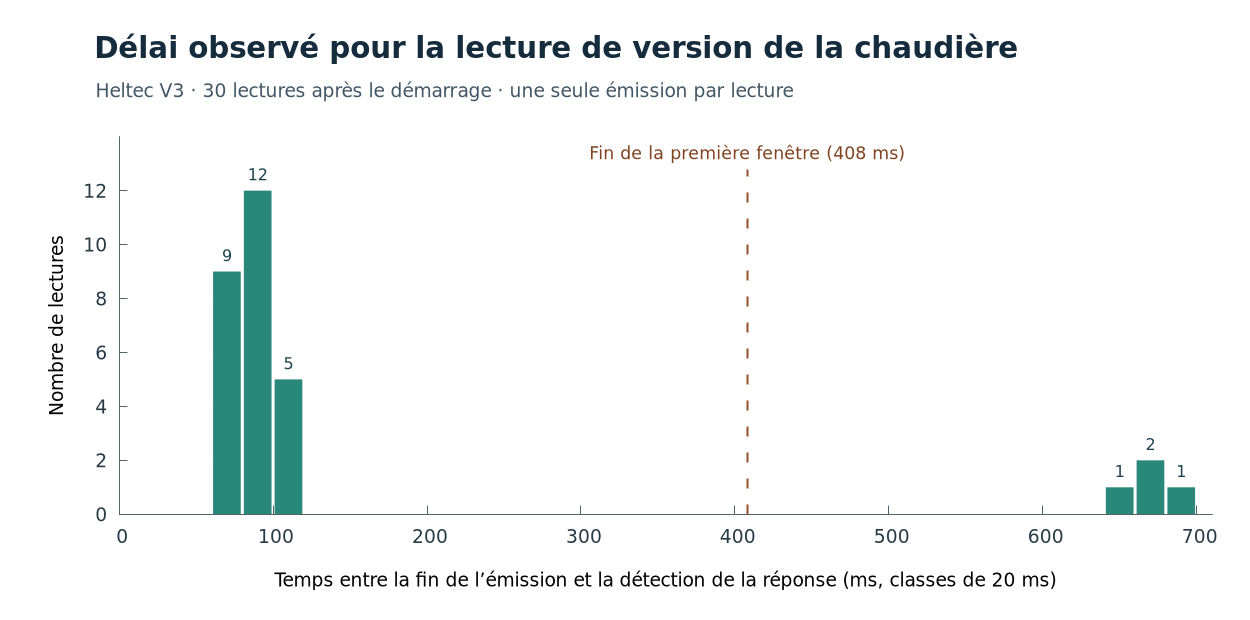 Délai observé pour la lecture de version de la chaudière
Heltec V3 · 30 lectures après le démarrage · une seule émission par lecture
Fin de la première fenêtre (408 ms)
Nombre de lectures
12
10
8
6
4
2
0
9
12
5
1
2
1
0 100 200 300 400 500 600 700
Temps entre la fin de l’émission et la détection de la réponse (ms, classes de 20 ms)